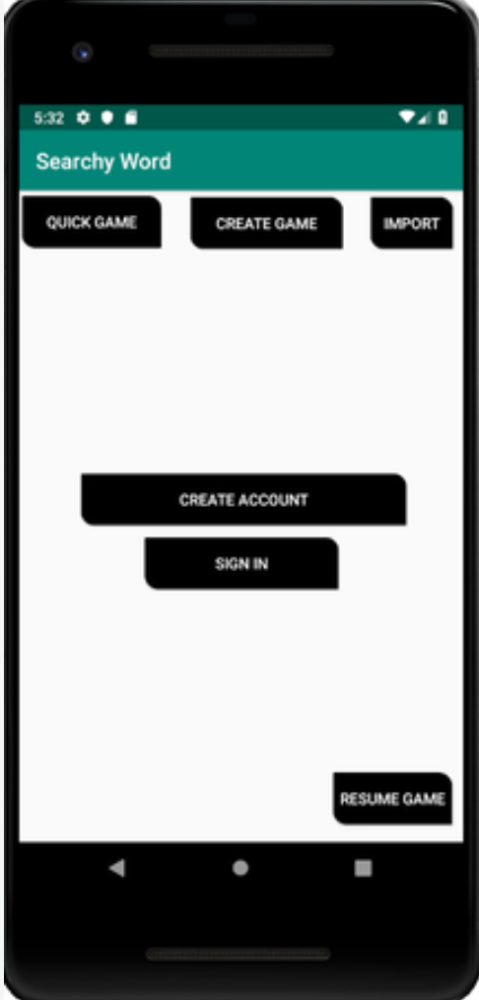 5:32
Searchy Word
QUICK GAME CREATE GAME IMPORT
CREATE ACCOUNT
SIGN IN
RESUME GAME